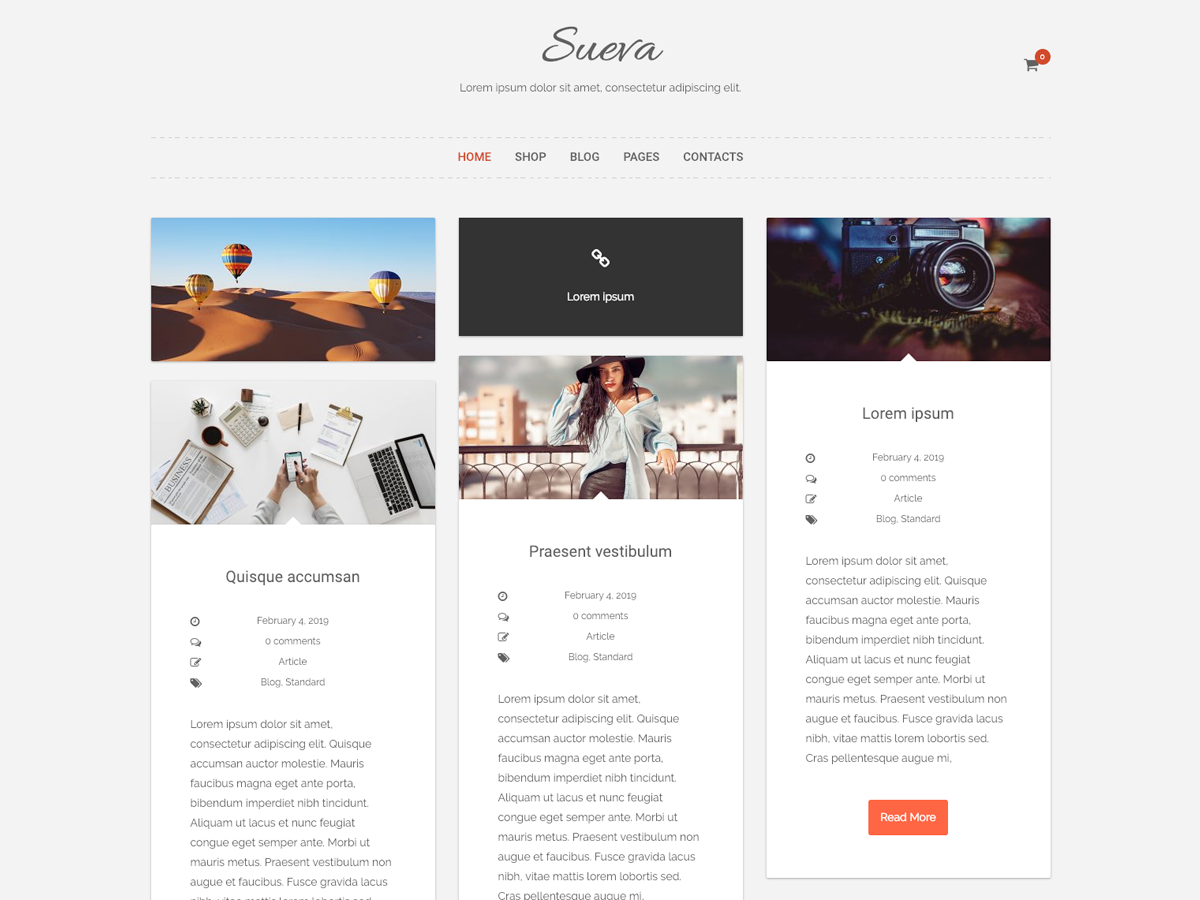 Sueva
Lorem ipsum dolor sit amet, consectetur adipiscing elit.
0
HOME SHOP BLOG PAGES CONTACTS
BUSINESS
Quisque accumsan
February 4, 2019
0 comments
Article
Blog, Standard
Lorem ipsum dolor sit amet,
consectetur adipiscing elit. Quisque
accumsan auctor molestie. Mauris
faucibus magna eget ante porta,
bibendum imperdiet nibh tincidunt.
Aliquam ut lacus et nunc feugiat
congue eget semper ante. Morbi ut
mauris metus. Praesent vestibulum non
augue et faucibus. Fusce gravida lacus
nibh, vitae mattis lorem lobortis sed.
Lorem ipsum
Praesent vestibulum
February 4, 2019
0 comments
Article
Blog, Standard
Lorem ipsum dolor sit amet,
consectetur adipiscing elit. Quisque
accumsan auctor molestie. Mauris
faucibus magna eget ante porta,
bibendum imperdiet nibh tincidunt.
Aliquam ut lacus et nunc feugiat
congue eget semper ante. Morbi ut
mauris metus. Praesent vestibulum non
augue et faucibus. Fusce gravida lacus
nibh, vitae mattis lorem lobortis sed.
Cras pellentesque augue mi,
Lorem ipsum
February 4, 2019
0 comments
Article
Blog, Standard
Lorem ipsum dolor sit amet,
consectetur adipiscing elit. Quisque
accumsan auctor molestie. Mauris
faucibus magna eget ante porta,
bibendum imperdiet nibh tincidunt.
Aliquam ut lacus et nunc feugiat
congue eget semper ante. Morbi ut
mauris metus. Praesent vestibulum non
augue et faucibus. Fusce gravida lacus
nibh, vitae mattis lorem lobortis sed.
Cras pellentesque augue mi,
Read More